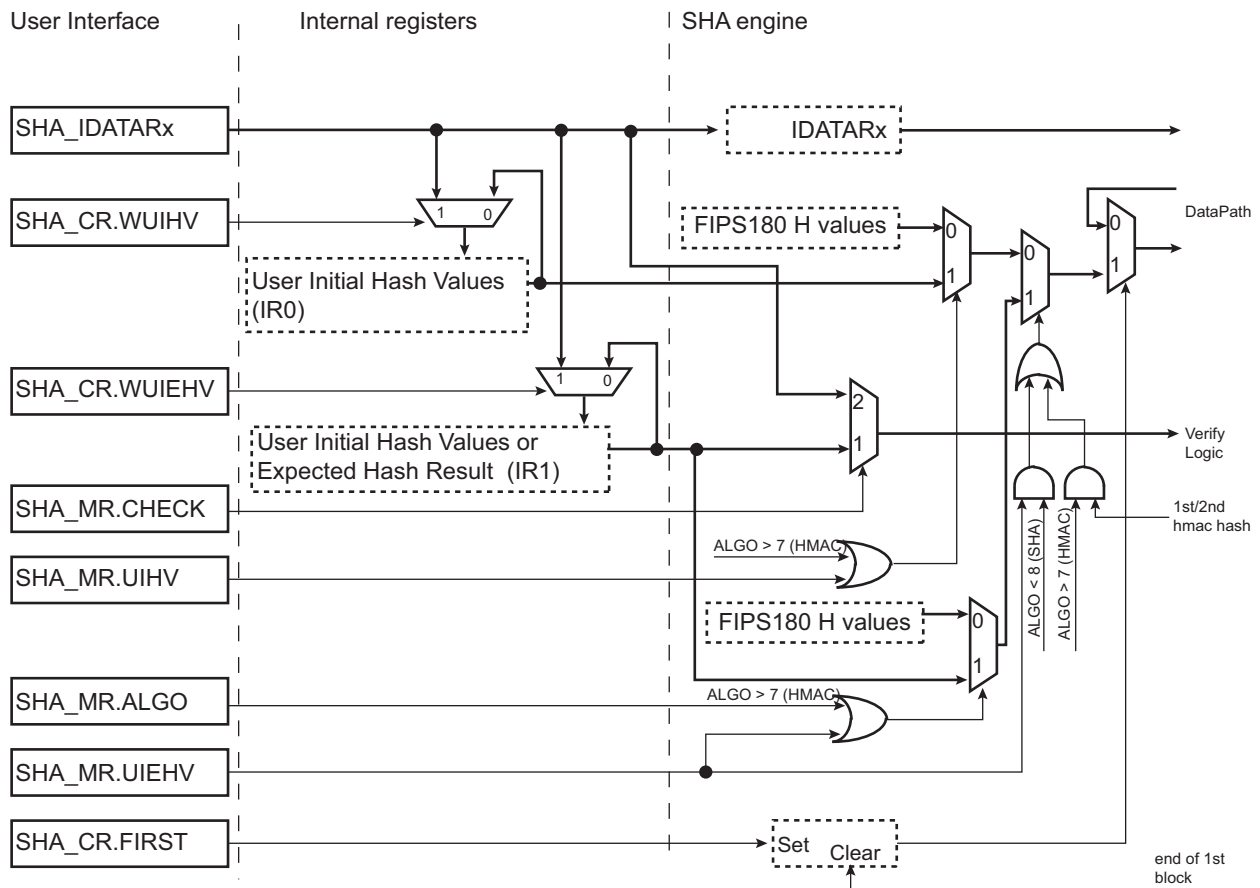 User Interface
Internal registers
SHA engine
SHA_IDATARx
IDATARx
SHA_CR.WUIHV
1
0
FIPS180 H values
0
1
0
1
0
1
DataPath
User Initial Hash Values
(IR0)
SHA_CR.WUIEHV
1
0
2
1
User Initial Hash Values or
Expected Hash Result (IR1)
Verify
Logic
SHA_MR.CHECK
1st/2nd
hmac hash
ALGO > 7 (HMAC)
ALGO < 8 (SHA)
ALGO > 7 (HMAC)
SHA_MR.UIHV
FIPS180 H values
0
1
SHA_MR.ALGO
ALGO > 7 (HMAC)
SHA_MR.UIEHV
SHA_CR.FIRST
Set
Clear
end of 1st
block